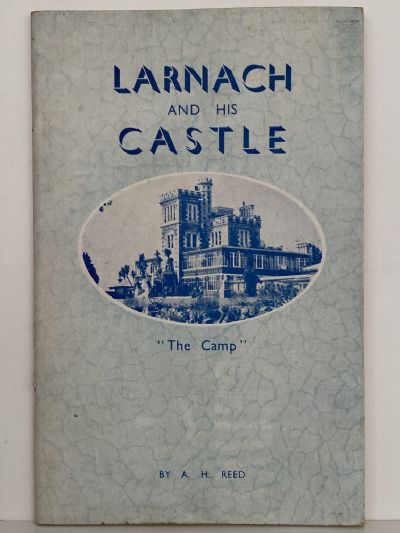 LARNACH
AND HIS
CASTLE
"The Camp"
BY A. H. REED